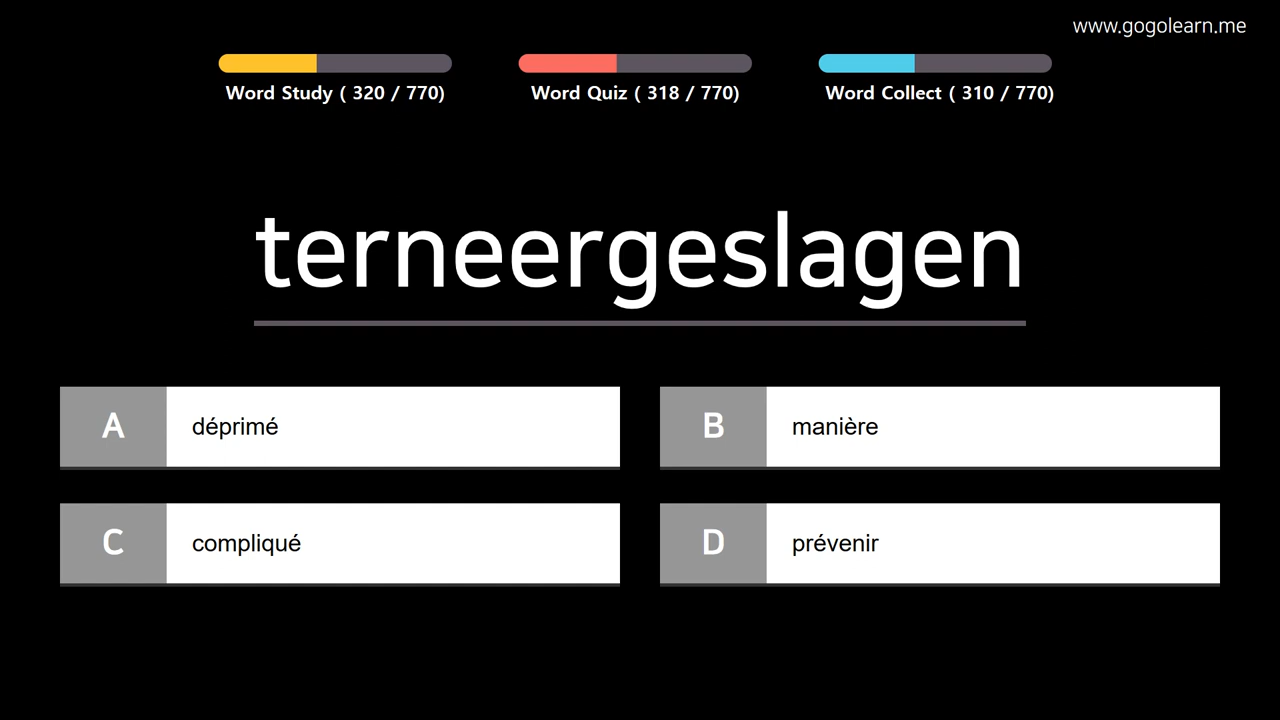 www.gogolearn.me
Word Study ( 320 / 770)
Word Quiz ( 318 / 770)
Word Collect ( 310 / 770)
terneergeslagen
A déprimé
B manière
C compliqué
D prévenir